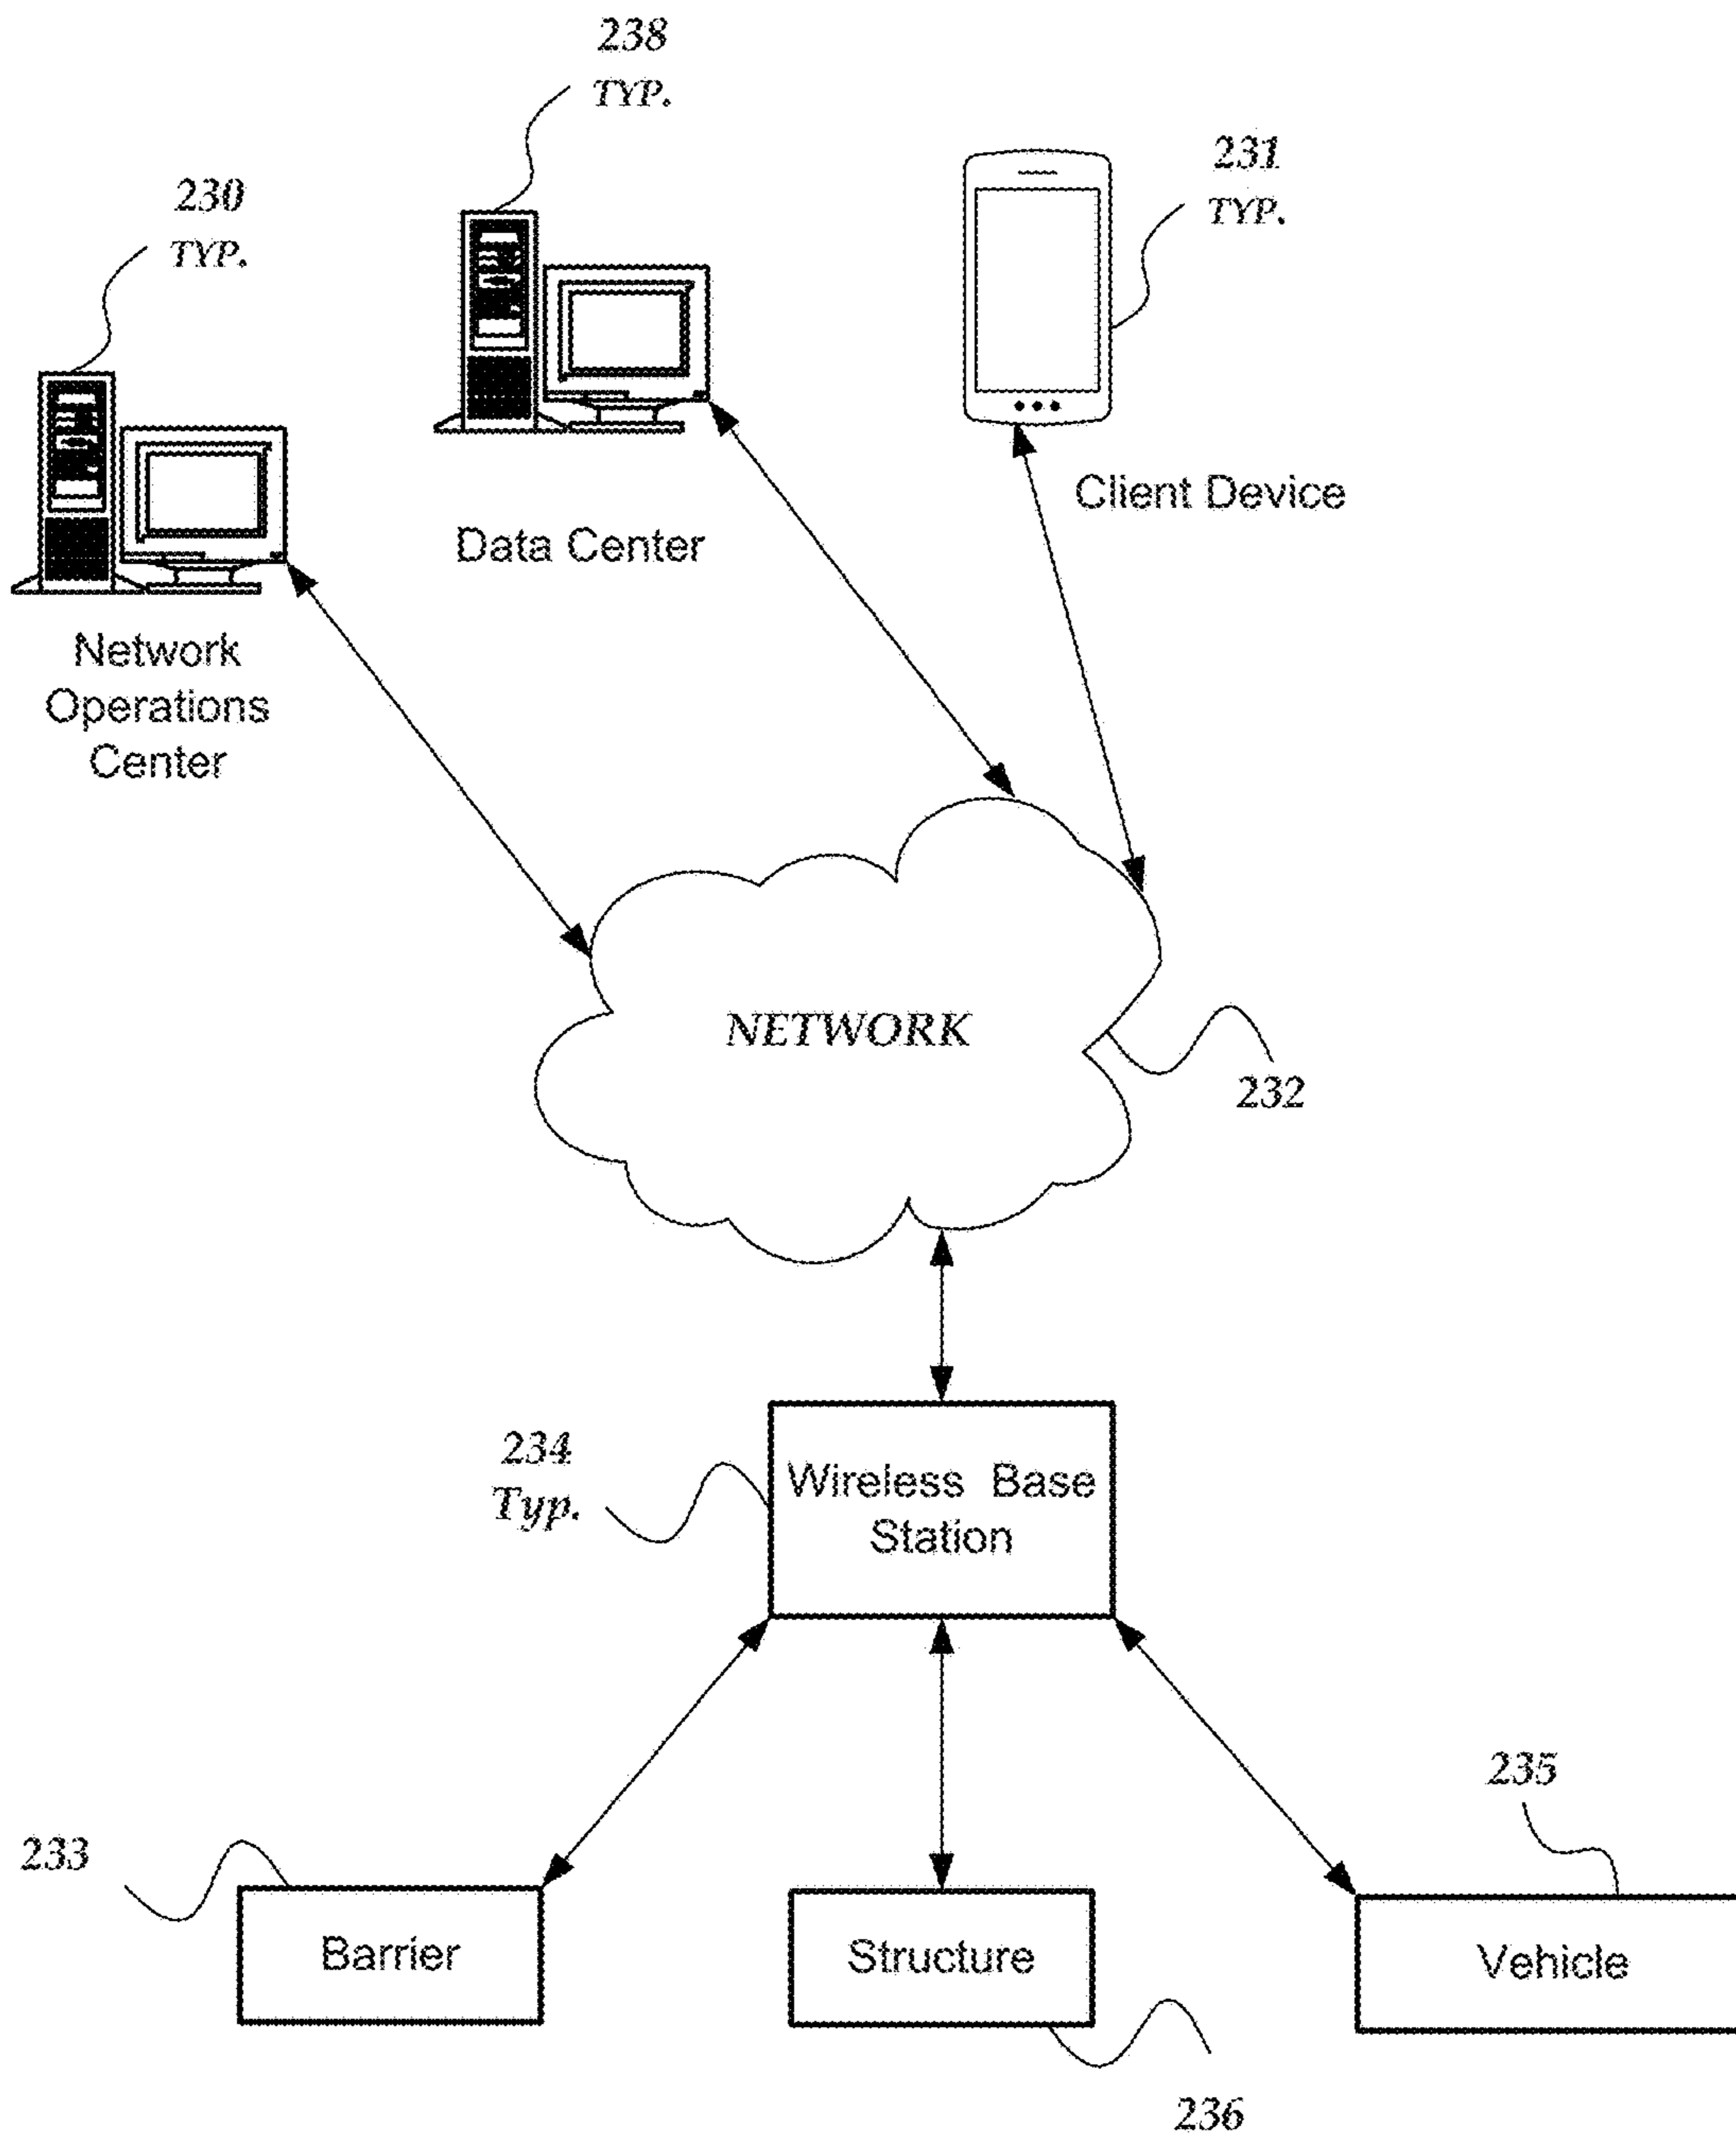 238
TYP.
231
TYP.
230
TYP.
Client Device
Data Center
Network
Operations
Center
NETWORK
232
234
Typ.
Wireless Base
Station
235
233
Barrier
Structure
Vehicle
236